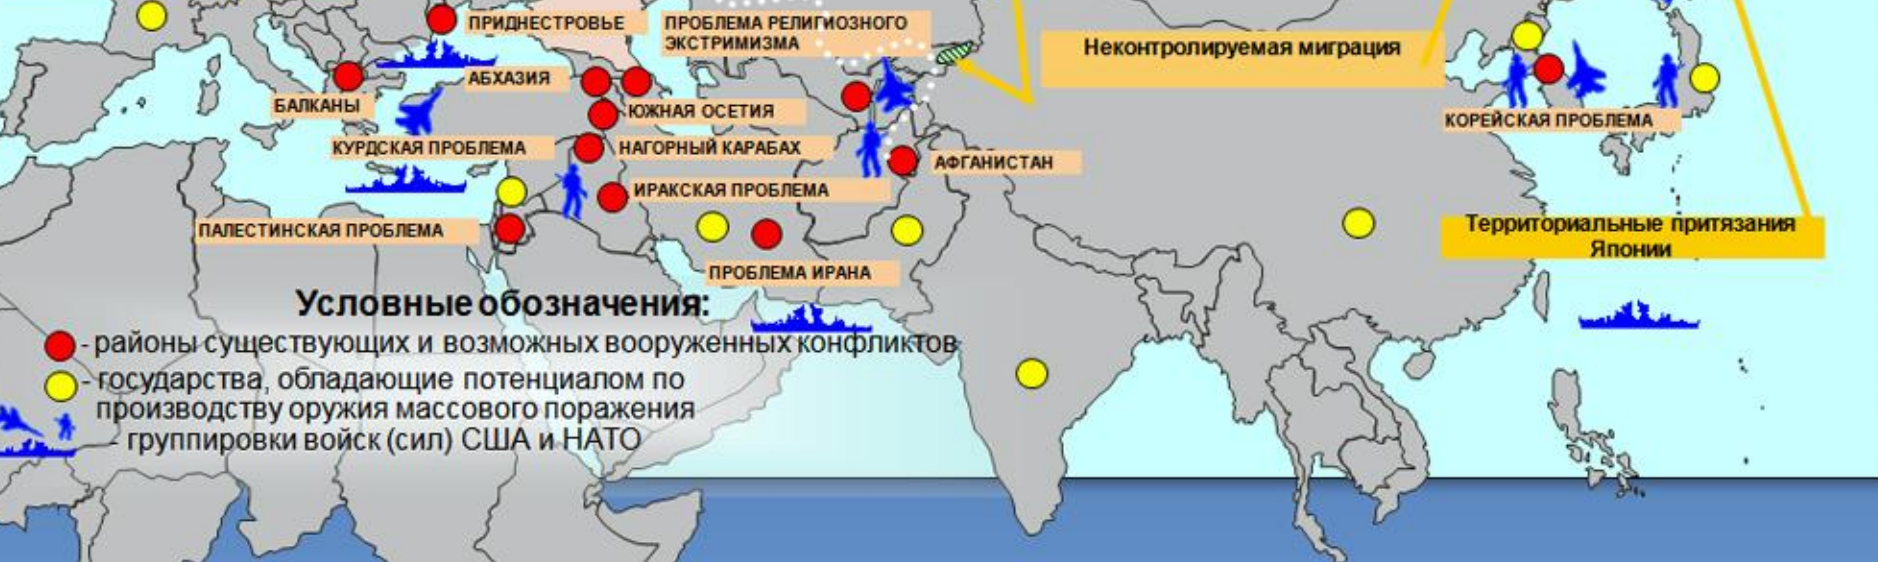 ПРИДНЕСТРОВЬЕ
ПРОБЛЕМА РЕЛИГИОЗНОГО
ЭКСТРИМИЗМА
Неконтролируемая миграция
АБХАЗИЯ
БАЛКАНЫ
ЮЖНАЯ ОСЕТИЯ
КОРЕЙСКАЯ ПРОБЛЕМА
КУРДСКАЯ ПРОБЛЕМА
НАГОРНЫЙ КАРАБАХ
АФГАНИСТАН
ИРАКСКАЯ ПРОБЛЕМА
ПАЛЕСТИНСКАЯ ПРОБЛЕМА
Территориальные притязания
Японии
ПРОБЛЕМА ИРАНА
Условные обозначения:
- районы существующих и возможных вооруженных конфликтов
- государства, обладающие потенциалом по
производству оружия массового поражения
- группировки войск (сил) США и НАТО